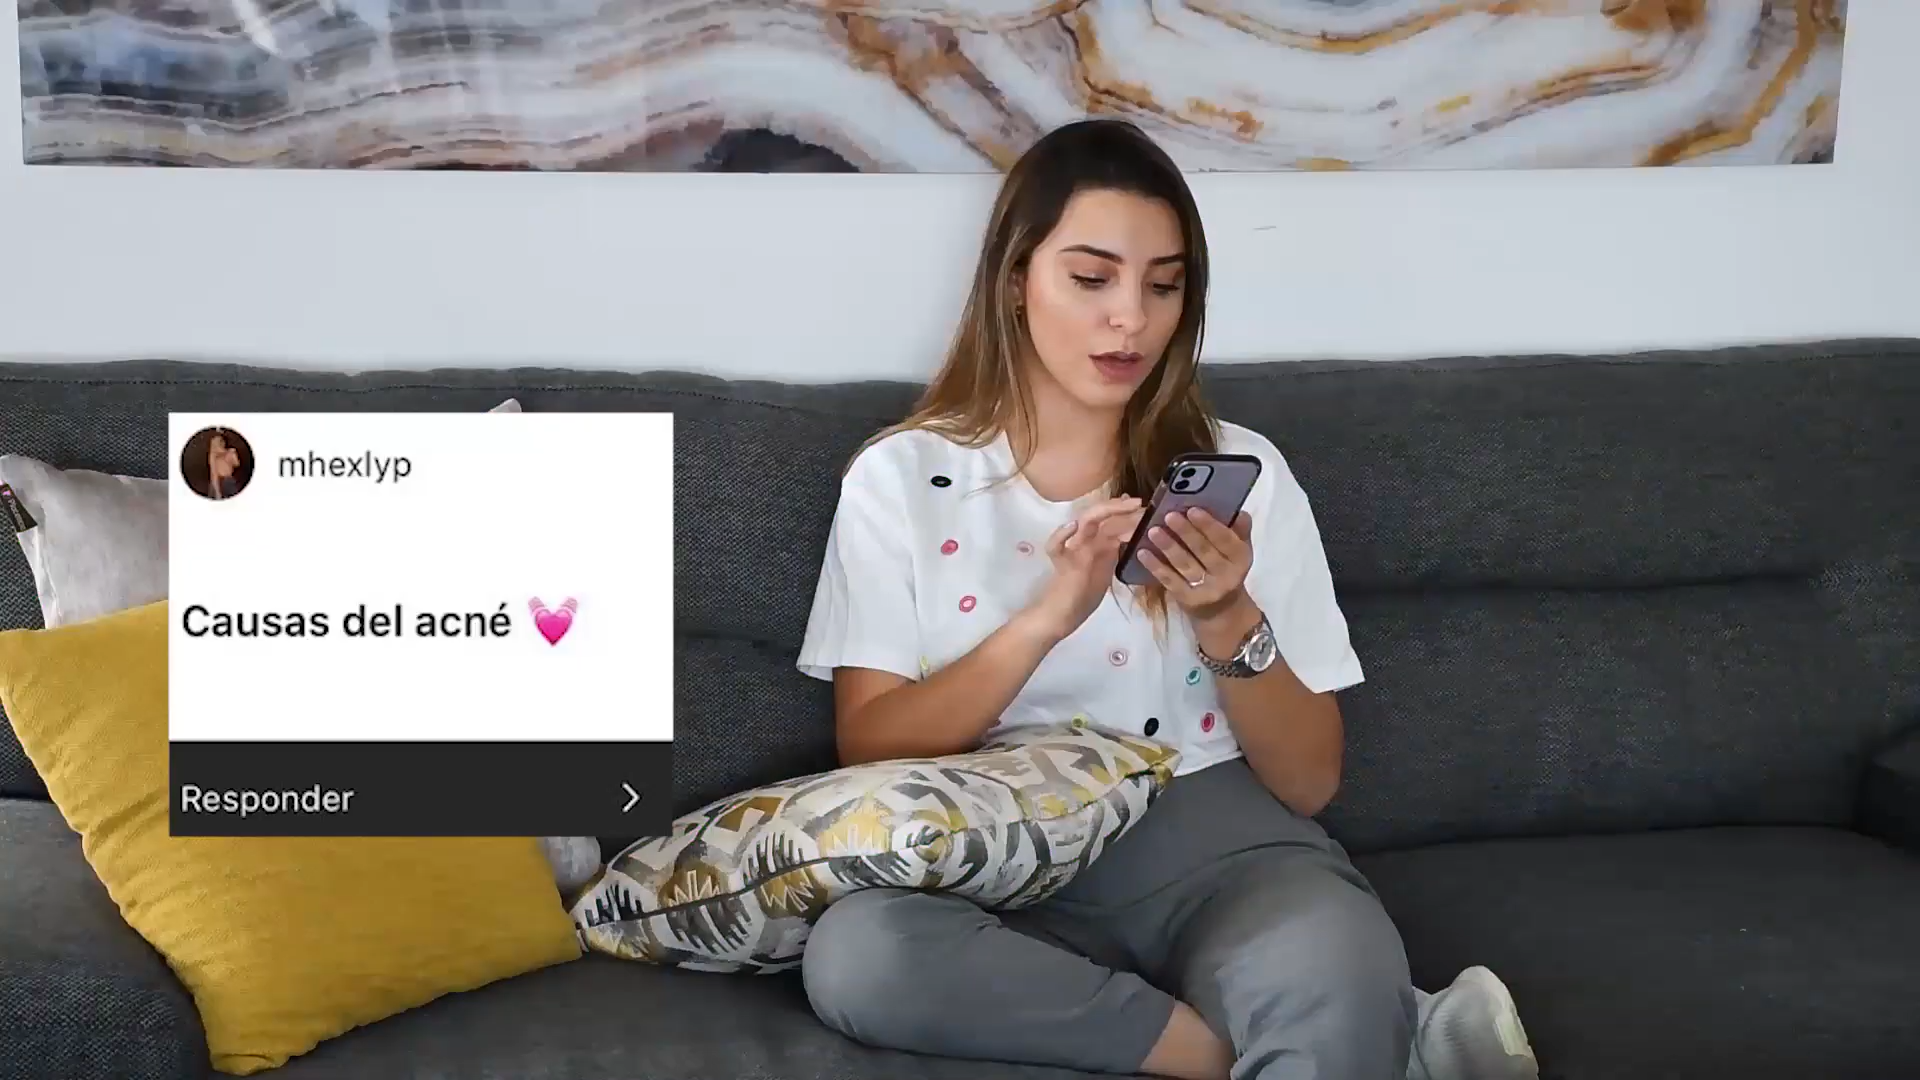 mhexlyp
Causas del acné 💓
Responder